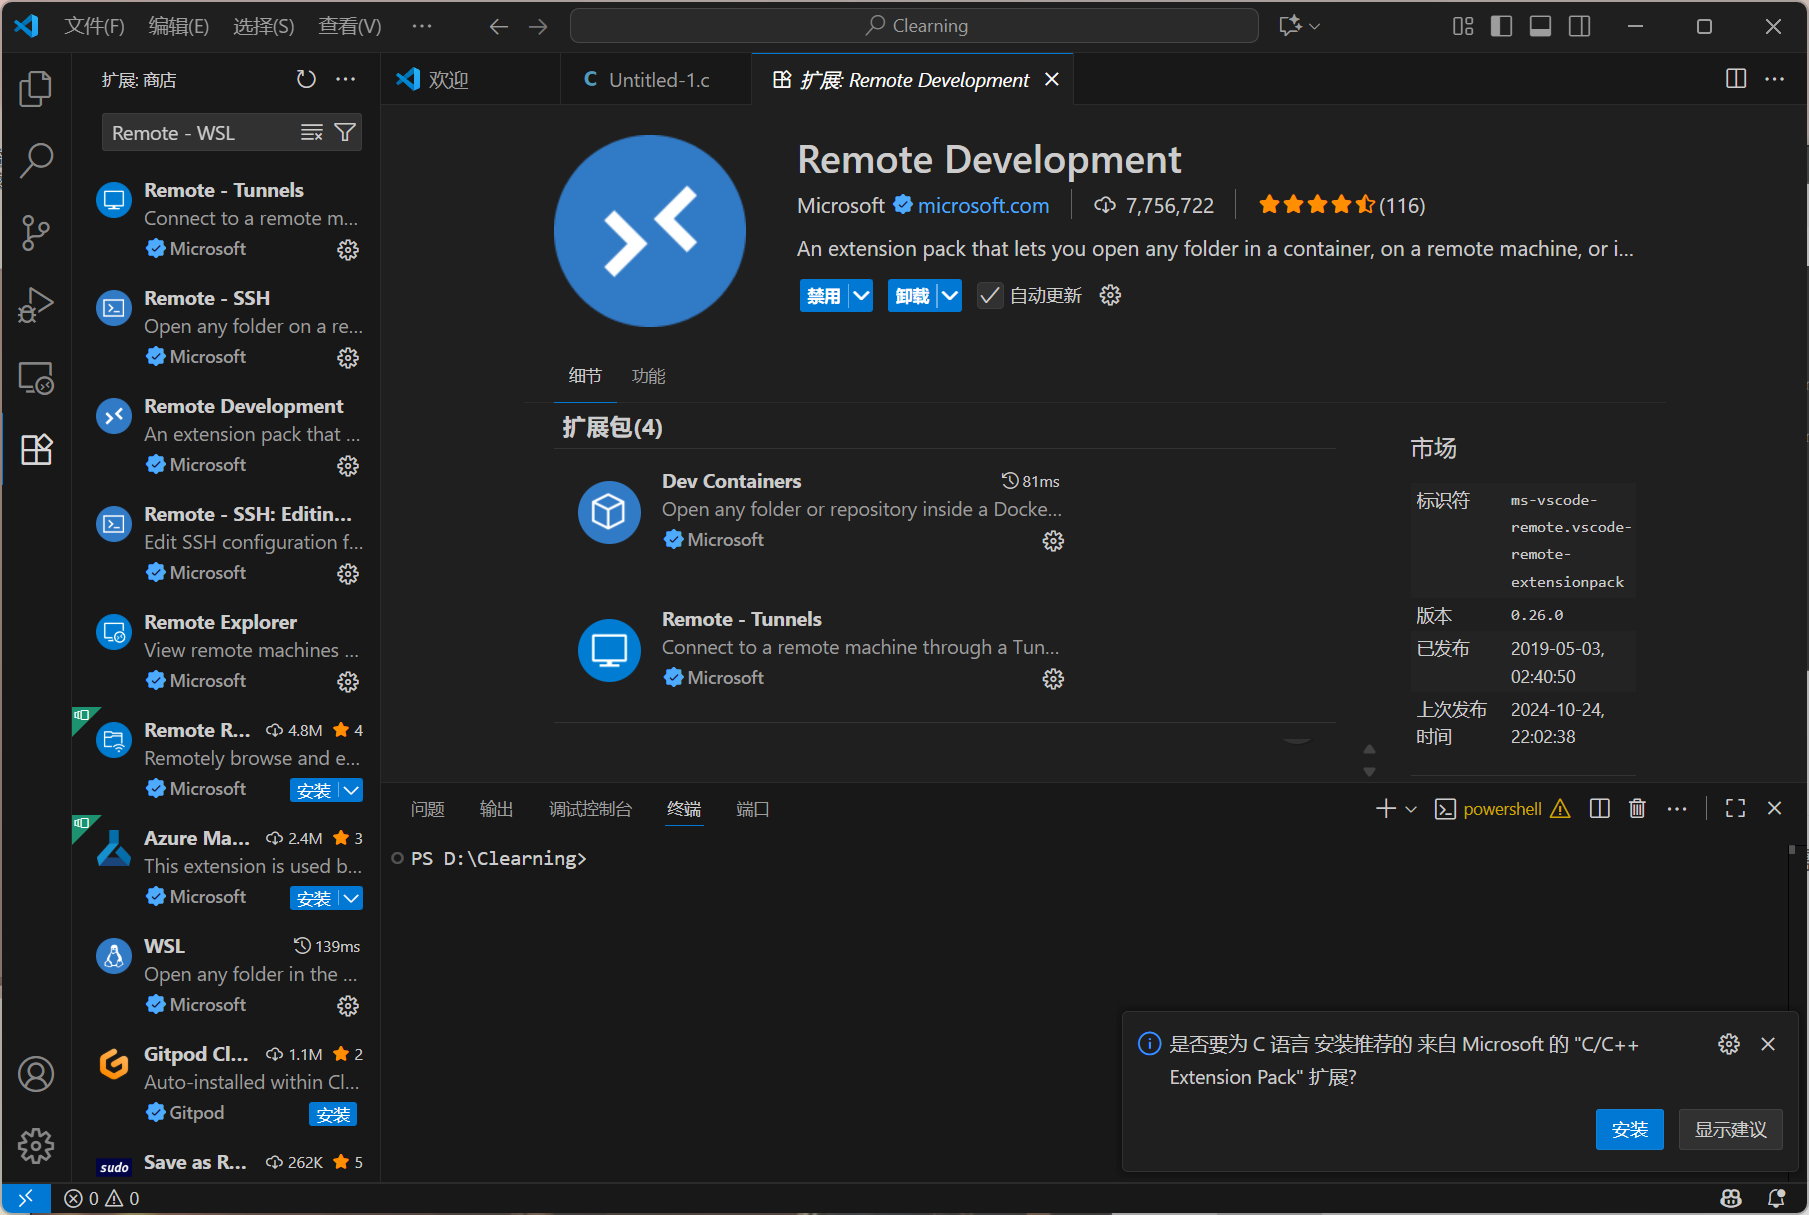 文件(F) 编辑(E) 选择(S) 查看(V) ··· Clearning
扩展: 商店
Remote - WSL
Remote - Tunnels
Connect to a remote m...
Microsoft
Remote - SSH
Open any folder on a re...
Microsoft
Remote Development
An extension pack that ...
Microsoft
Remote - SSH: Editin...
Edit SSH configuration f...
Microsoft
Remote Explorer
View remote machines ...
Microsoft
Remote R... 4.8M 4
Remotely browse and e...
Microsoft 安装
Azure Ma... 2.4M 3
This extension is used b...
Microsoft 安装
WSL 139ms
Open any folder in the ...
Microsoft
Gitpod Cl... 1.1M 2
Auto-installed within Cl...
Gitpod 安装
sudo Save as R... 262K 5
欢迎 C Untitled-1.c 扩展: Remote Development
Remote Development
Microsoft microsoft.com 7,756,722 (116)
An extension pack that lets you open any folder in a container, on a remote machine, or i...
禁用 卸载 自动更新
细节 功能
扩展包(4)
Dev Containers 81ms
Open any folder or repository inside a Docke...
Microsoft
Remote - Tunnels
Connect to a remote machine through a Tun...
Microsoft
市场
标识符 ms-vscode-
remote.vscode-
remote-
extensionpack
版本 0.26.0
已发布 2019-05-03,
02:40:50
上次发布 2024-10-24,
时间 22:02:38
问题 输出 调试控制台 终端 端口 powershell
PS D:\Clearning>
是否要为 C 语言 安装推荐的 来自 Microsoft 的 "C/C++
Extension Pack" 扩展?
安装 显示建议
0 0